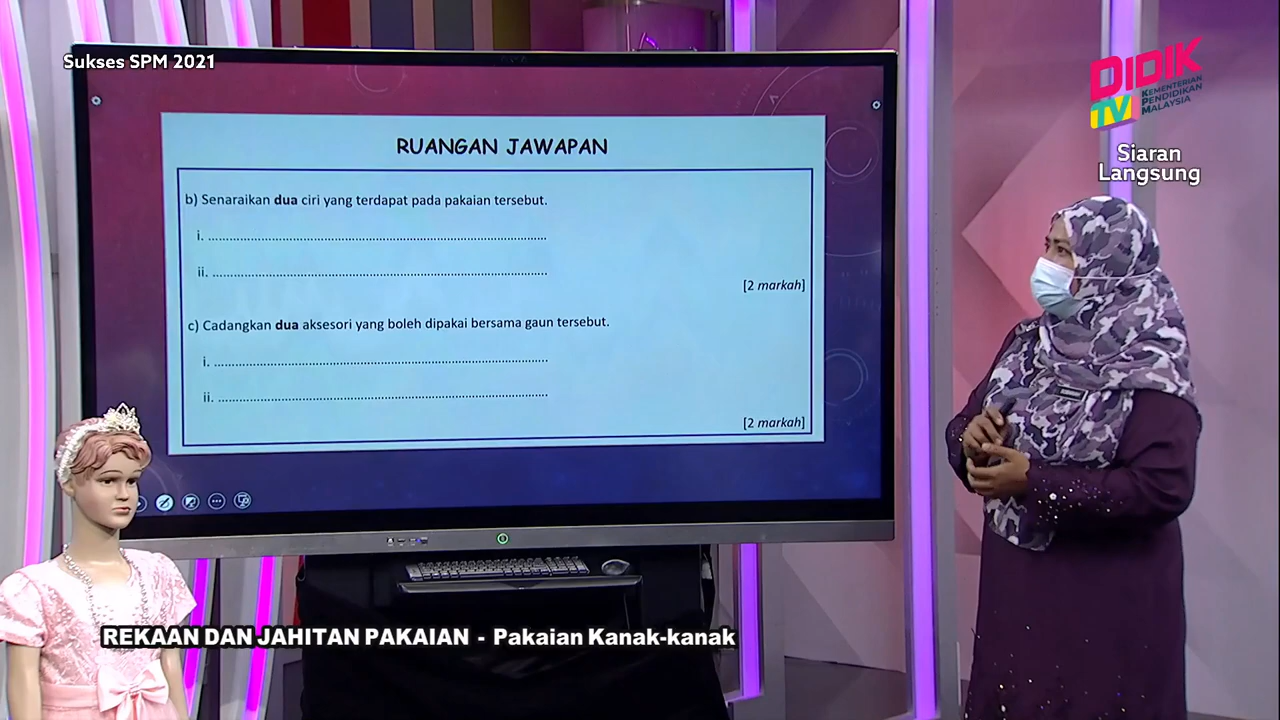 Sukses SPM 2021
DIDIK
TV
KEMENTERIAN
PENDIDIKAN
MALAYSIA
Siaran
Langsung
RUANGAN JAWAPAN
b) Senaraikan dua ciri yang terdapat pada pakaian tersebut.
i. ....................................................................................
ii. ...................................................................................
[2 markah]
c) Cadangkan dua aksesori yang boleh dipakai bersama gaun tersebut.
i. ....................................................................................
ii. ...................................................................................
[2 markah]
REKAAN DAN JAHITAN PAKAIAN - Pakaian Kanak-kanak